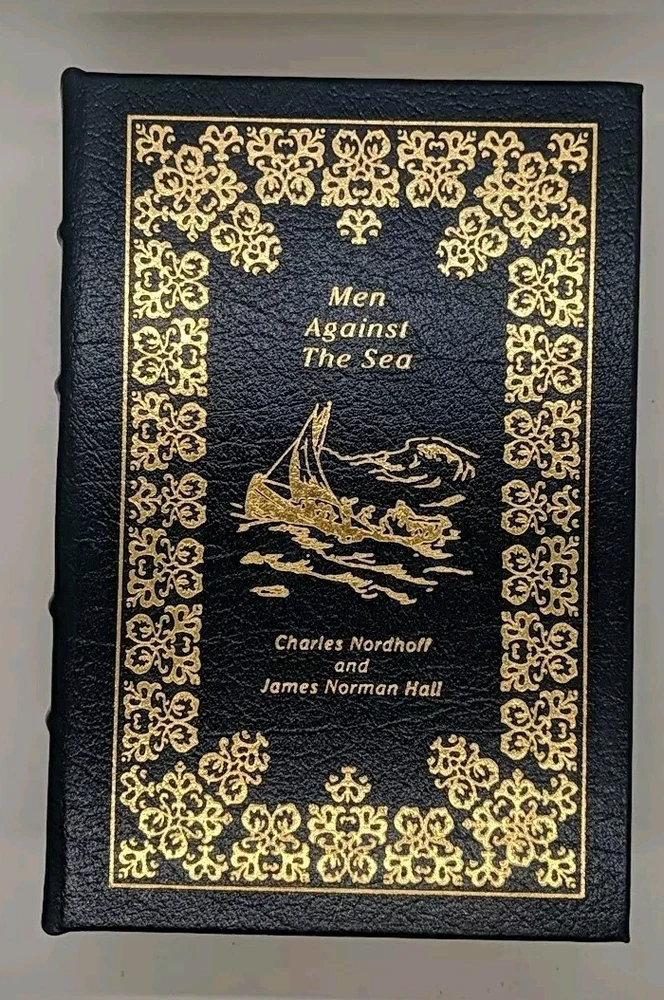 Men
Against
The Sea
Charles Nordhoff
and
James Norman Hall